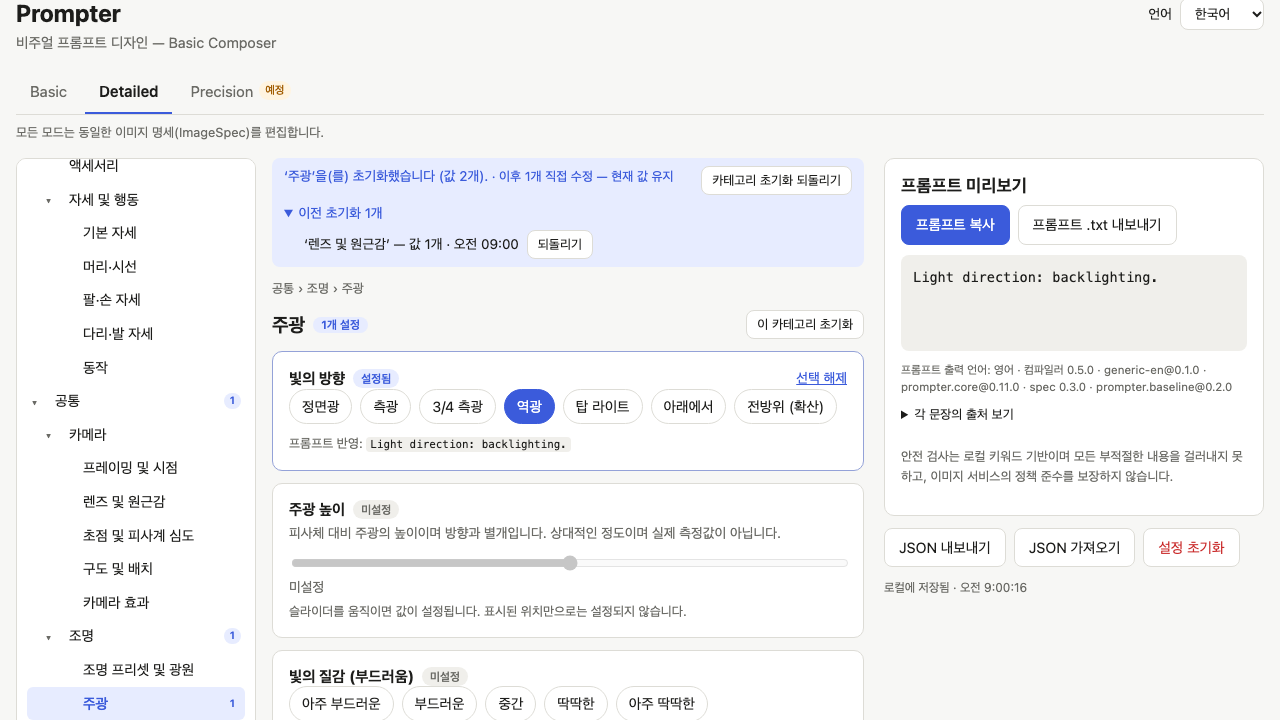 Prompter
언어
한국어
비주얼 프롬프트 디자인 — Basic Composer
Basic
Detailed
Precision 예정
모든 모드는 동일한 이미지 명세(ImageSpec)를 편집합니다.
액세서리
자세 및 행동
기본 자세
머리·시선
팔·손 자세
다리·발 자세
동작
공통 1
카메라
프레이밍 및 시점
렌즈 및 원근감
초점 및 피사계 심도
구도 및 배치
카메라 효과
조명 1
조명 프리셋 및 광원
주광 1
‘주광’을(를) 초기화했습니다 (값 2개). · 이후 1개 직접 수정 — 현재 값 유지
카테고리 초기화 되돌리기
▼ 이전 초기화 1개
‘렌즈 및 원근감’ — 값 1개 · 오전 09:00
되돌리기
공통 › 조명 › 주광
주광 1개 설정
이 카테고리 초기화
빛의 방향 설정됨
선택 해제
정면광 측광 3/4 측광 역광 탑 라이트 아래에서 전방위 (확산)
프롬프트 반영: Light direction: backlighting.
주광 높이 미설정
피사체 대비 주광의 높이이며 방향과 별개입니다. 상대적인 정도이며 실제 측정값이 아닙니다.
미설정
슬라이더를 움직이면 값이 설정됩니다. 표시된 위치만으로는 설정되지 않습니다.
빛의 질감 (부드러움) 미설정
아주 부드러운 부드러운 중간 딱딱한 아주 딱딱한
프롬프트 미리보기
프롬프트 복사
프롬프트 .txt 내보내기
Light direction: backlighting.
프롬프트 출력 언어: 영어 · 컴파일러 0.5.0 · generic-en@0.1.0 ·
prompter.core@0.11.0 · spec 0.3.0 · prompter.baseline@0.2.0
▶ 각 문장의 출처 보기
안전 검사는 로컬 키워드 기반이며 모든 부적절한 내용을 걸러내지 못
하고, 이미지 서비스의 정책 준수를 보장하지 않습니다.
JSON 내보내기
JSON 가져오기
설정 초기화
로컬에 저장됨 · 오전 9:00:16